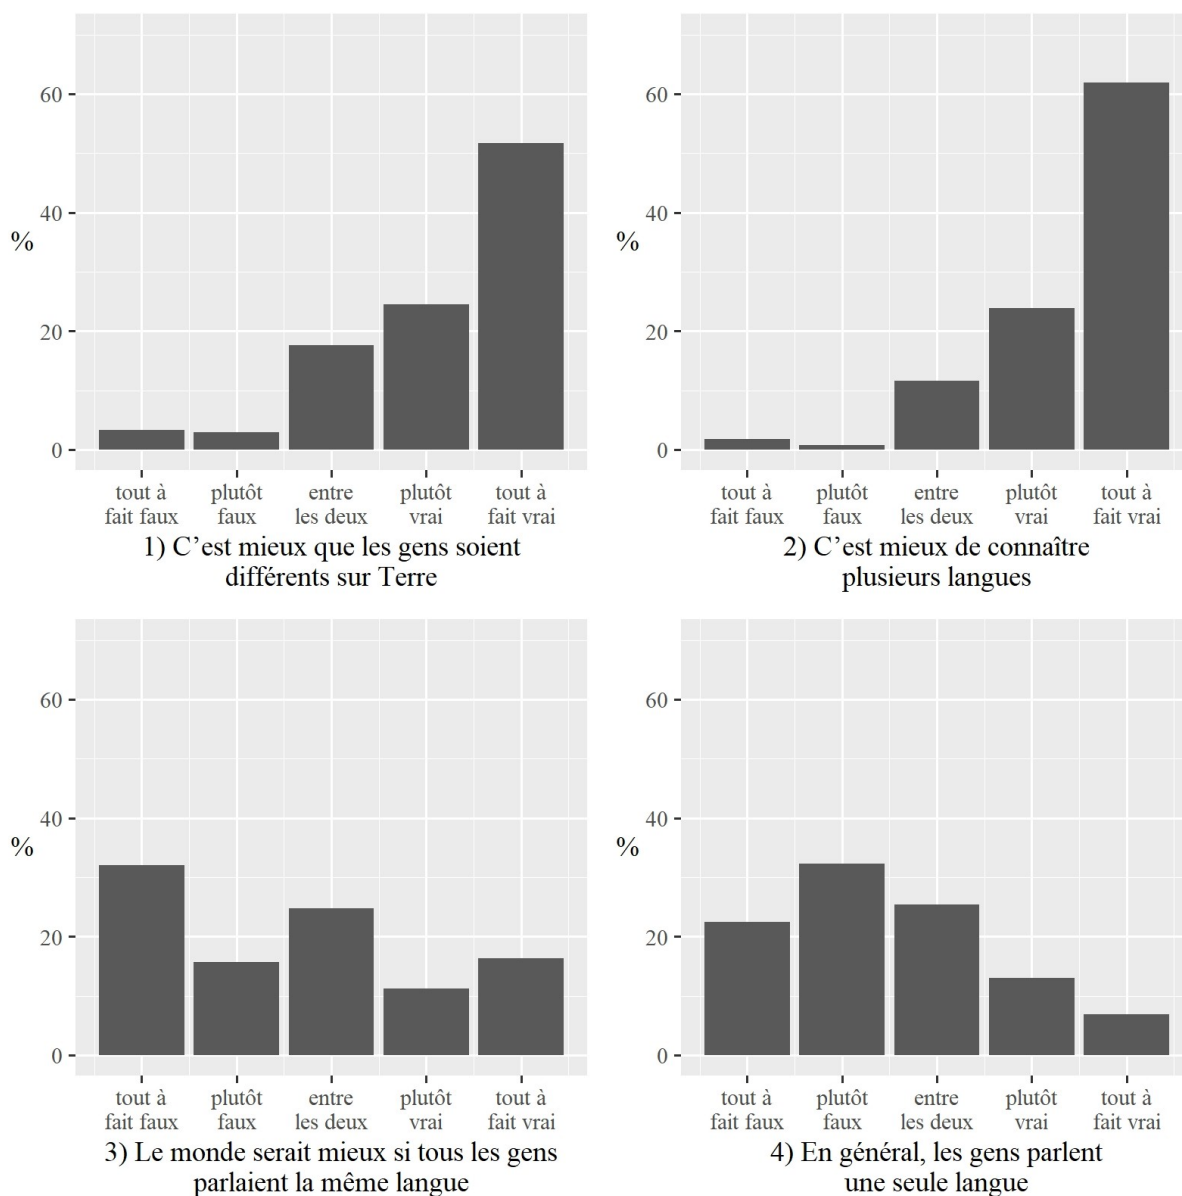 60
40
%
20
0
tout à
fait faux
plutôt
faux
entre
les deux
plutôt
vrai
tout à
fait vrai
1) C’est mieux que les gens soient
différents sur Terre
60
40
%
20
0
tout à
fait faux
plutôt
faux
entre
les deux
plutôt
vrai
tout à
fait vrai
2) C’est mieux de connaître
plusieurs langues
60
40
%
20
0
tout à
fait faux
plutôt
faux
entre
les deux
plutôt
vrai
tout à
fait vrai
3) Le monde serait mieux si tous les gens
parlaient la même langue
60
40
%
20
0
tout à
fait faux
plutôt
faux
entre
les deux
plutôt
vrai
tout à
fait vrai
4) En général, les gens parlent
une seule langue